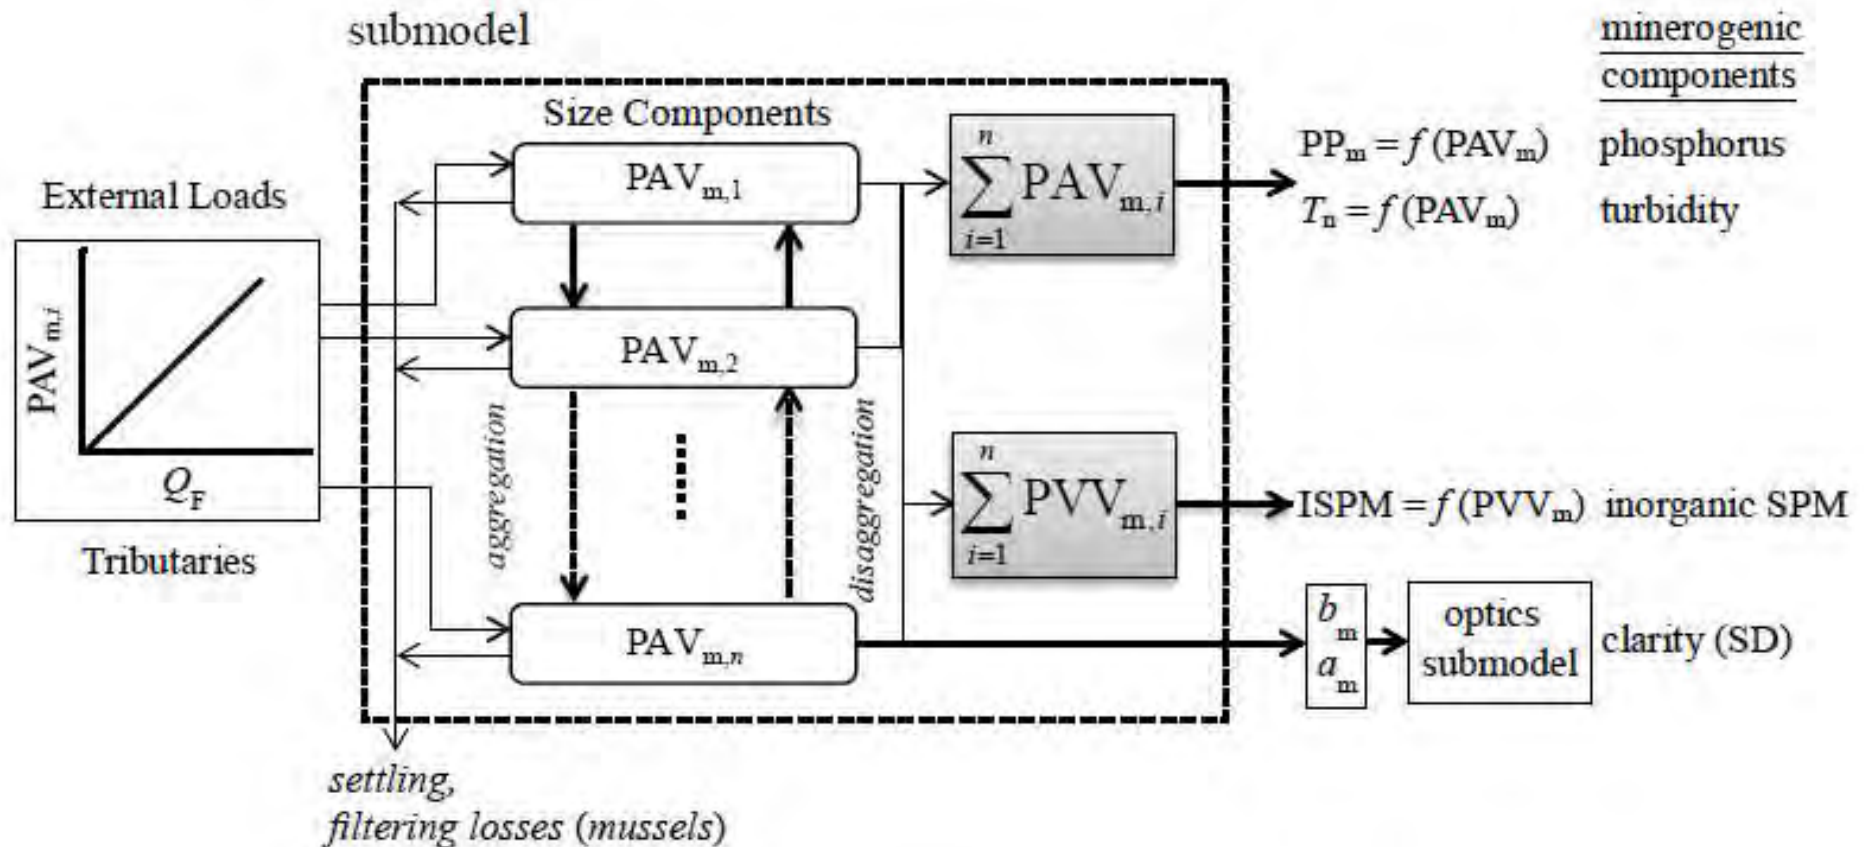 submodel
minerogenic
components
Size Components
External Loads
PAVm,i
QF
Tributaries
PAVm,1
PAVm,2
aggregation
disaggregation
PAVm,n
n
∑ PAVm,i
i=1
n
∑ PVVm,i
i=1
PPm = f (PAVm) phosphorus
Tn = f (PAVm) turbidity
ISPM = f (PVVm) inorganic SPM
bm
am
optics
submodel
clarity (SD)
settling,
filtering losses (mussels)